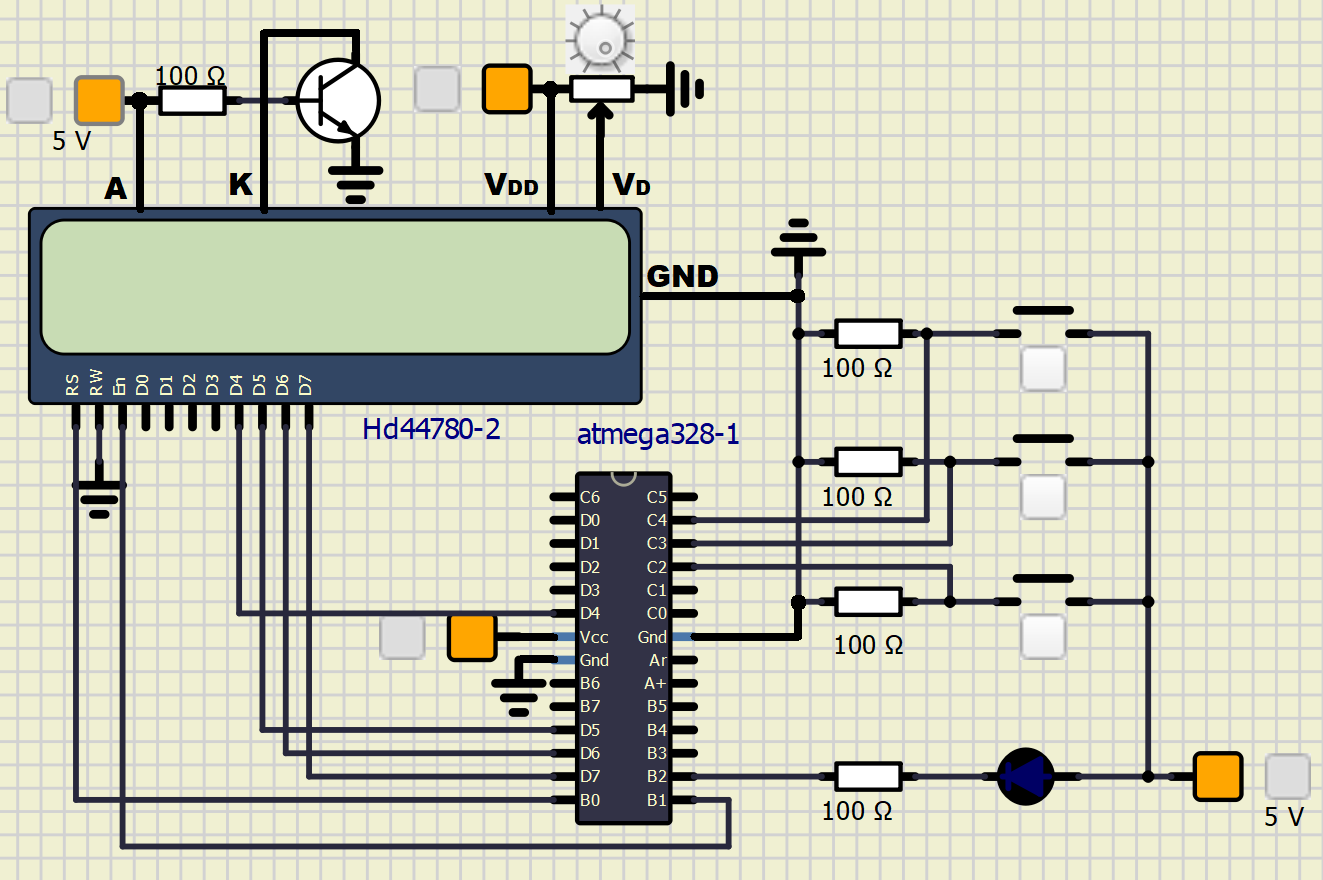 100 Ω
5 V
A
K
VDD
VD
GND
RS
RW
En
D0
D1
D2
D3
D4
D5
D6
D7
Hd44780-2
atmega328-1
100 Ω
100 Ω
100 Ω
C6 C5
D0 C4
D1 C3
D2 C2
D3 C1
D4 C0
Vcc Gnd
Gnd Ar
B6 A+
B7 B5
D5 B4
D6 B3
D7 B2
B0 B1
100 Ω
5 V